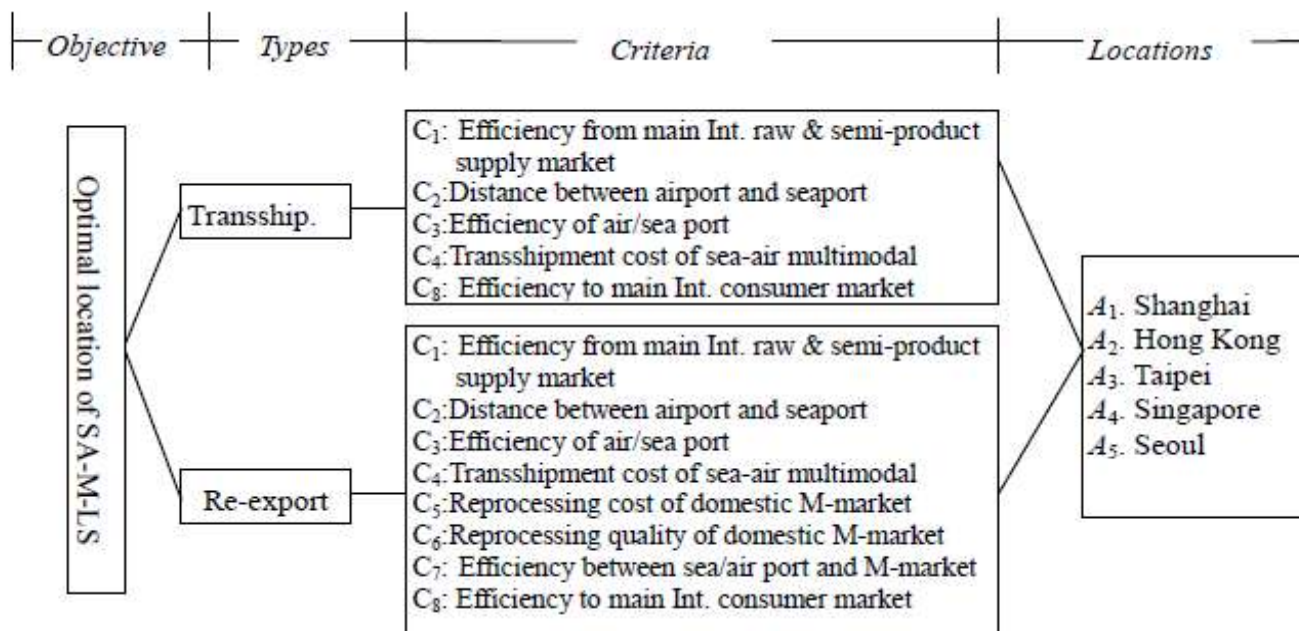 Objective Types Criteria Locations
Optimal location of SA-M-LS
Transship.
C₁: Efficiency from main Int. raw & semi-product
supply market
C₂:Distance between airport and seaport
C₃:Efficiency of air/sea port
C₄:Transshipment cost of sea-air multimodal
C₈: Efficiency to main Int. consumer market
Re-export
C₁: Efficiency from main Int. raw & semi-product
supply market
C₂:Distance between airport and seaport
C₃:Efficiency of air/sea port
C₄:Transshipment cost of sea-air multimodal
C₅:Reprocessing cost of domestic M-market
C₆:Reprocessing quality of domestic M-market
C₇: Efficiency between sea/air port and M-market
C₈: Efficiency to main Int. consumer market
A₁. Shanghai
A₂. Hong Kong
A₃. Taipei
A₄. Singapore
A₅. Seoul